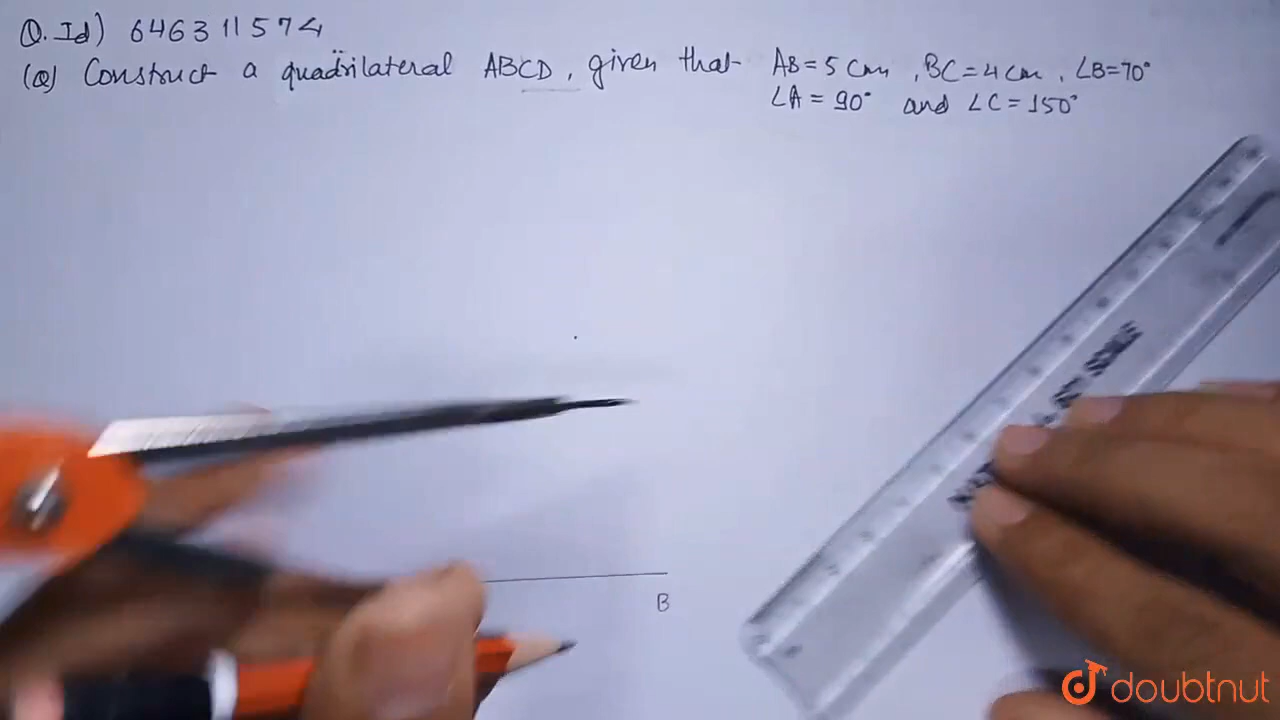 Q.Id) 646311574
(Q) Construct a quadrilateral ABCD, given that AB = 5 cm, BC = 4 cm, ∠B = 70°
∠A = 90° and ∠C = 150°
B
doubtnut